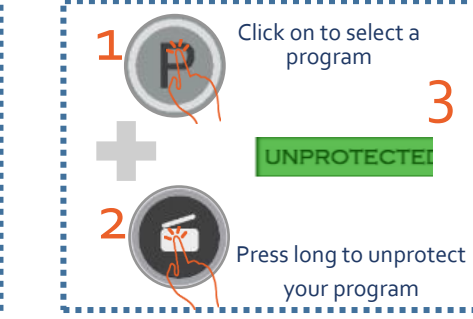 1
P
Click on to select a
program
3
UNPROTECTED
2
Press long to unprotect
your program